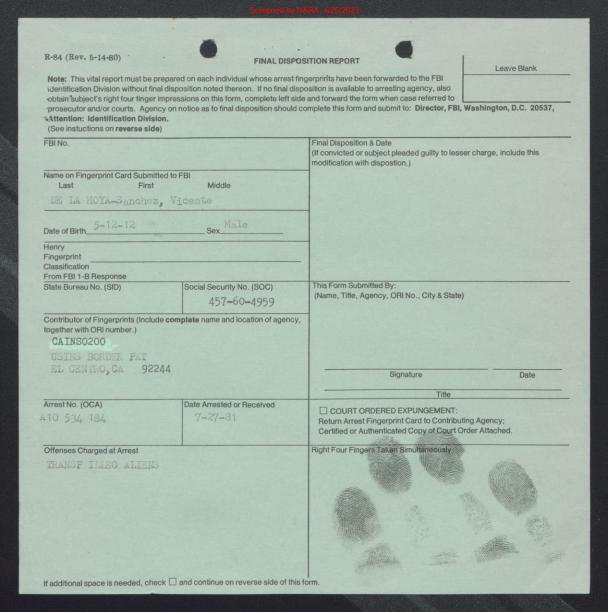 Scanned by NARA, 4/25/2023
R-84 (Rev. 5-14-80)
FINAL DISPOSITION REPORT
Leave Blank
Note: This vital report must be prepared on each individual whose arrest fingerprints have been forwarded to the FBI
Identification Division without final disposition noted thereon. If no final disposition is available to arresting agency, also
obtain subject's right four finger impressions on this form, complete left side and forward the form when case referred to
prosecutor and/or courts. Agency on notice as to final disposition should complete this form and submit to: Director, FBI, Washington, D.C. 20537,
Attention: Identification Division.
(See instuctions on reverse side)
FBI No.
Name on Fingerprint Card Submitted to FBI
Last First Middle
DE LA HOYA-Sanchez, Vicente
Date of Birth 5-12-12 Sex Male
Henry
Fingerprint
Classification
From FBI 1-B Response
State Bureau No. (SID)
Social Security No. (SOC)
457-60-4959
Contributor of Fingerprints (Include complete name and location of agency,
together with ORI number.)
CAINS0200
USINS BORDER PAT
EL CENTRO,CA 92244
Arrest No. (OCA)
A10 534 184
Date Arrested or Received
7-27-81
Offenses Charged at Arrest
TRANSP ILLEG ALIENS
If additional space is needed, check □ and continue on reverse side of this form.
Final Disposition & Date
(If convicted or subject pleaded guilty to lesser charge, include this
modification with dispostion.)
This Form Submitted By:
(Name, Title, Agency, ORI No., City & State)
Signature Date
Title
□ COURT ORDERED EXPUNGEMENT:
Return Arrest Fingerprint Card to Contributing Agency;
Certified or Authenticated Copy of Court Order Attached.
Right Four Fingers Taken Simultaneously